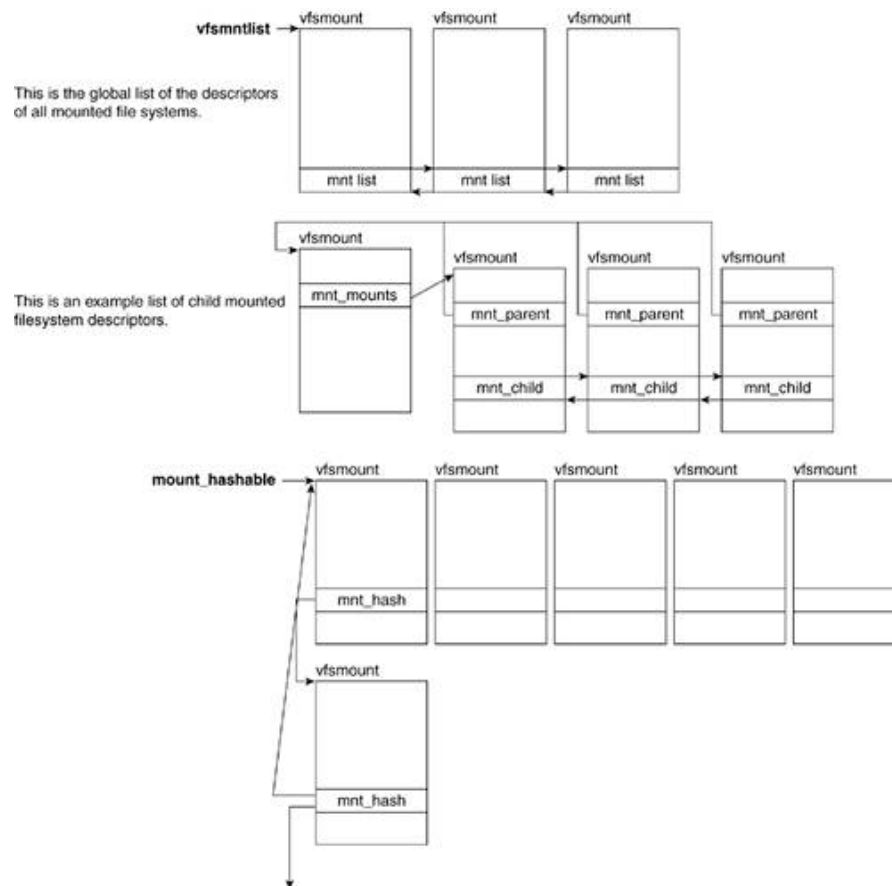 vfsmount vfsmount vfsmount
vfsmntlist
This is the global list of the descriptors
of all mounted file systems.
mnt list mnt list mnt list
vfsmount
vfsmount vfsmount vfsmount
This is an example list of child mounted
filesystem descriptors.
mnt_mounts
mnt_parent mnt_parent mnt_parent
mnt_child mnt_child mnt_child
vfsmount vfsmount vfsmount vfsmount vfsmount
mount_hashable
mnt_hash
vfsmount
mnt_hash